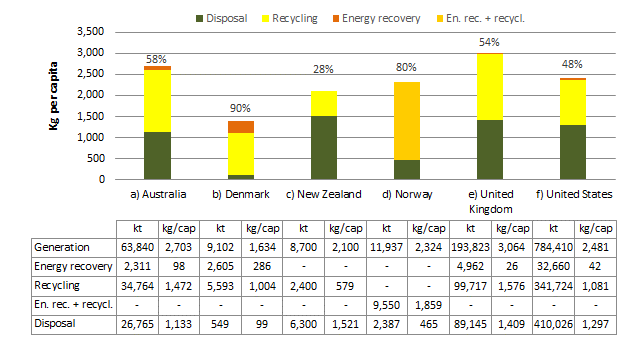 Disposal Recycling Energy recovery En. rec. + recycl.
Kg per capita
3,500
3,000
2,500
2,000
1,500
1,000
500
0
58% 90% 28% 80% 54% 48%
a) Australia b) Denmark c) New Zealand d) Norway e) United Kingdom f) United States
kt kg/cap kt kg/cap kt kg/cap kt kg/cap kt kg/cap kt kg/cap
Generation 63,840 2,703 9,102 1,634 8,700 2,100 11,937 2,324 193,823 3,064 784,410 2,481
Energy recovery 2,311 98 2,605 286 - - - - 4,962 26 32,660 42
Recycling 34,764 1,472 5,593 1,004 2,400 579 - - 99,717 1,576 341,724 1,081
En. rec. + recycl. - - - - - - 9,550 1,859 - - - -
Disposal 26,765 1,133 549 99 6,300 1,521 2,387 465 89,145 1,409 410,026 1,297